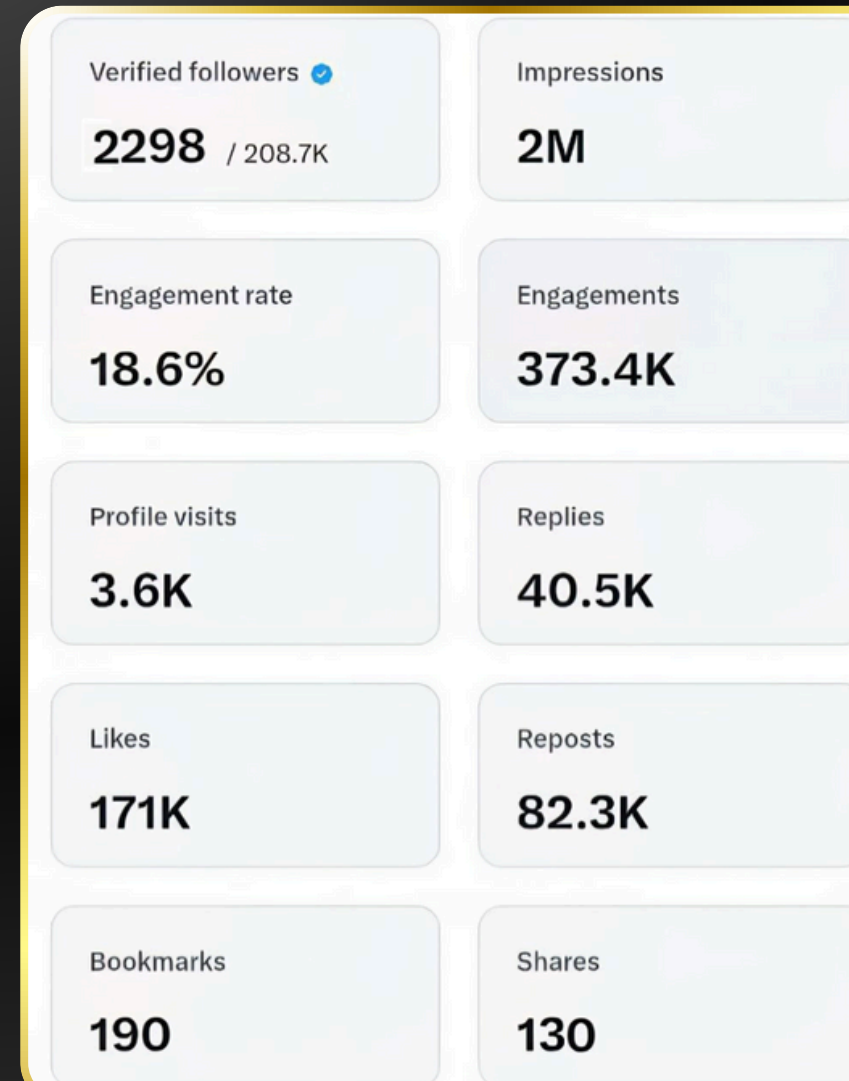 Verified followers
2298 / 208.7K
Impressions
2M
Engagement rate
18.6%
Engagements
373.4K
Profile visits
3.6K
Replies
40.5K
Likes
171K
Reposts
82.3K
Bookmarks
190
Shares
130